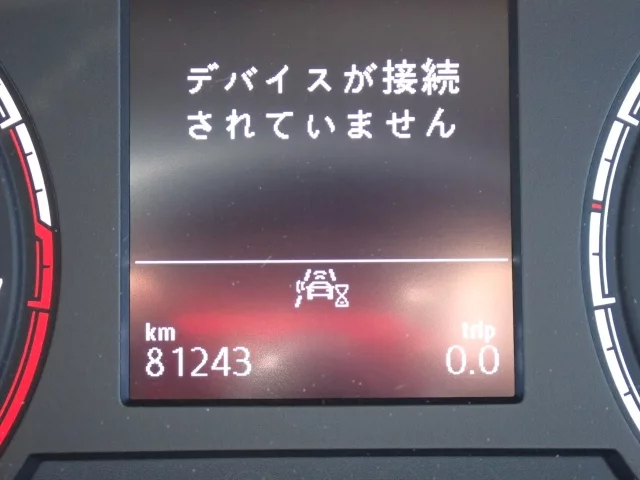 デバイスが接続
されていません
km trip
81243 0.0